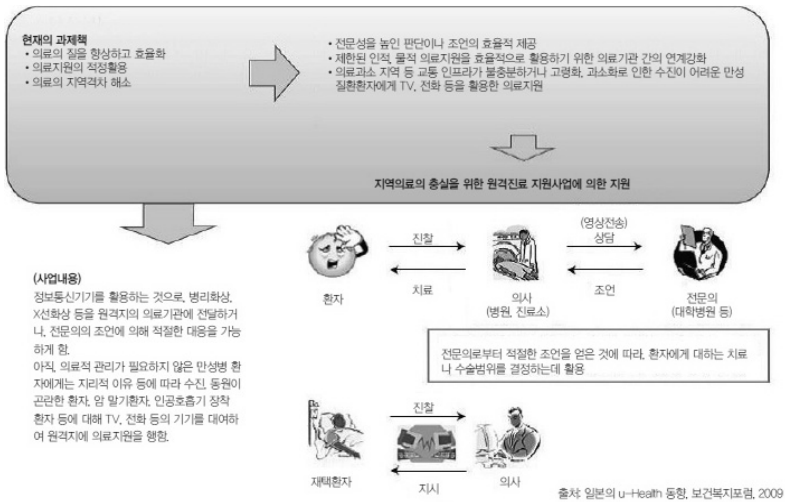 현재의 과제책
• 의료의 질을 향상하고 효율화
• 의료지원의 적정활용
• 의료의 지역격차 해소
• 전문성을 높인 판단이나 조언의 효율적 제공
• 제한된 인적, 물적 의료지원을 효율적으로 활용하기 위한 의료기관 간의 연계강화
• 의료과소 지역 등 교통 인프라가 불충분하거나 고령화, 과소화로 인한 수진이 어려운 만성
질환환자에게 TV, 전화 등을 활용한 의료지원
지역의료의 충실을 위한 원격진료 지원사업에 의한 지원
(사업내용)
정보통신기기를 활용하는 것으로, 병리화상,
X선화상 등을 원격지의 의료기관에 전달하거
나, 전문의의 조언에 의해 적절한 대응을 가능
하게 함.
아직, 의료적 관리가 필요하지 않은 만성병 환
자에게는 지리적 이유 등에 따라 수진, 동원이
곤란한 환자, 암 말기환자, 인공호흡기 장착
환자 등에 대해 TV, 전화 등의 기기를 대여하
여 원격지에 의료지원을 행함.
환자
진찰
치료
의사
(병원, 진료소)
(영상전송)
상담
조언
전문의
(대학병원 등)
전문의로부터 적절한 조언을 얻은 것에 따라, 환자에게 대하는 치료
나 수술범위를 결정하는데 활용
재택환자
진찰
지시
의사
출처: 일본의 u-Health 동향, 보건복지포럼, 2009